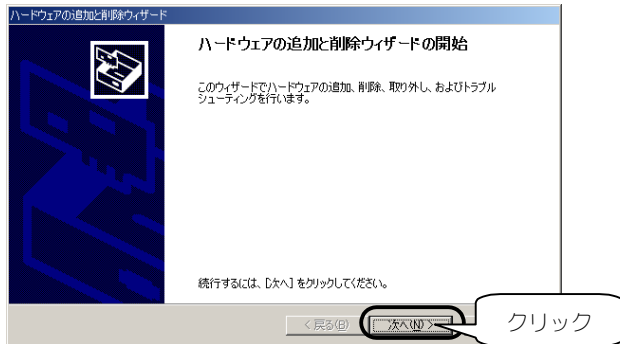 ハードウェアの追加と削除ウィザード
ハードウェアの追加と削除ウィザードの開始
このウィザードでハードウェアの追加、削除、取り外し、およびトラブル
シューティングを行います。
続行するには、[次へ] をクリックしてください。
< 戻る(B)
次へ(N) >
クリック